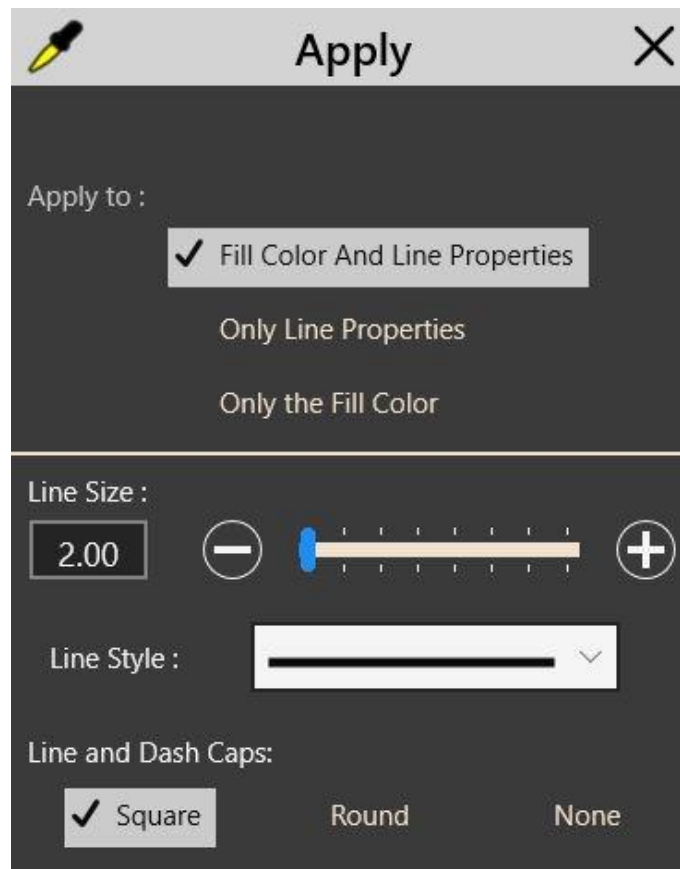 Apply
Apply to :
Fill Color And Line Properties
Only Line Properties
Only the Fill Color
Line Size :
2.00
Line Style :
Line and Dash Caps:
Square Round None